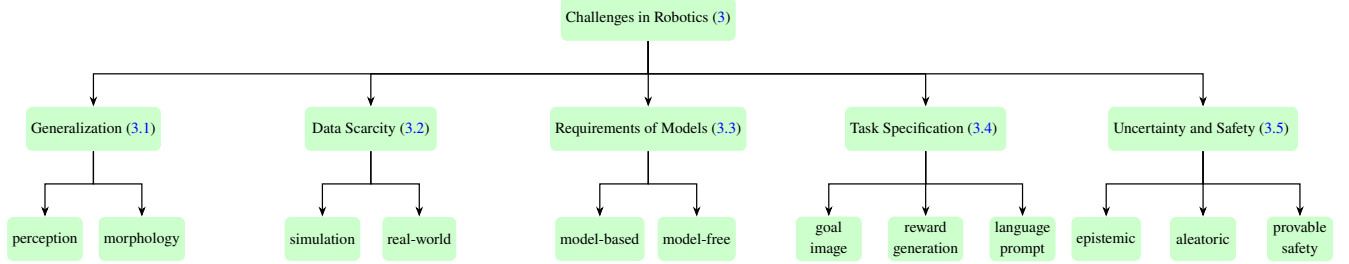 Challenges in Robotics (3)
Generalization (3.1)
Data Scarcity (3.2)
Requirements of Models (3.3)
Task Specification (3.4)
Uncertainty and Safety (3.5)
perception
morphology
simulation
real-world
model-based
model-free
goal
image
reward
generation
language
prompt
epistemic
aleatoric
provable
safety